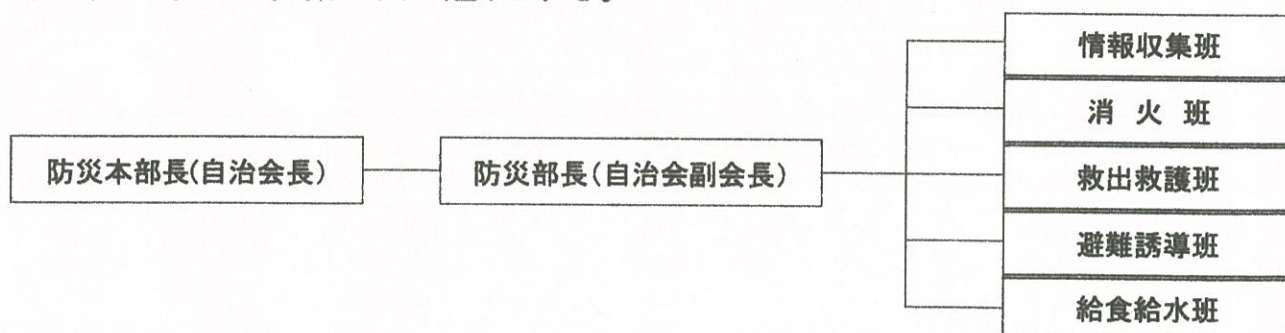 情報収集班
消 火 班
防災本部長(自治会長)
防災部長(自治会副会長)
救出救護班
避難誘導班
給食給水班